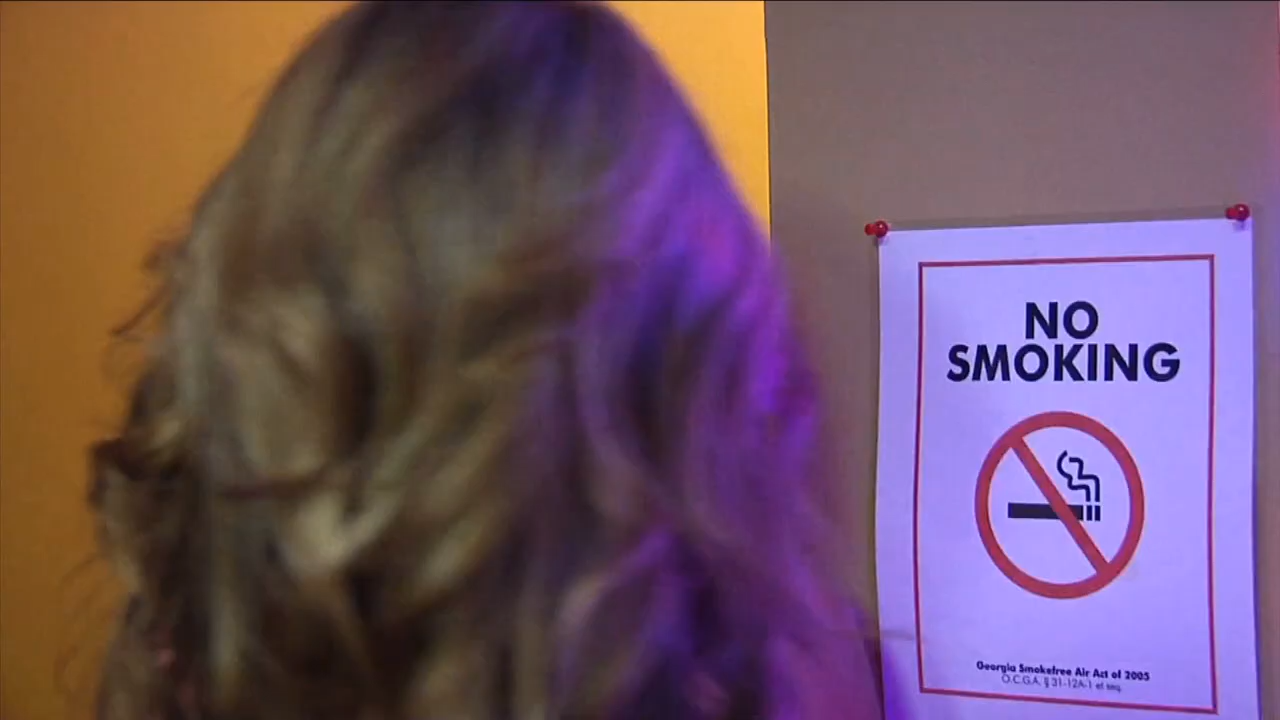 NO
SMOKING
Georgia Smokefree Air Act of 2005
O.C.G.A. § 31-12A-1 et seq.